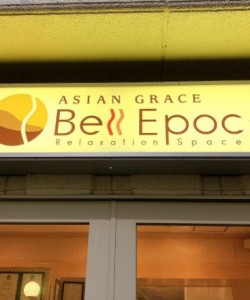 ASIAN GRACE
Bell Epoc
Relaxation Space